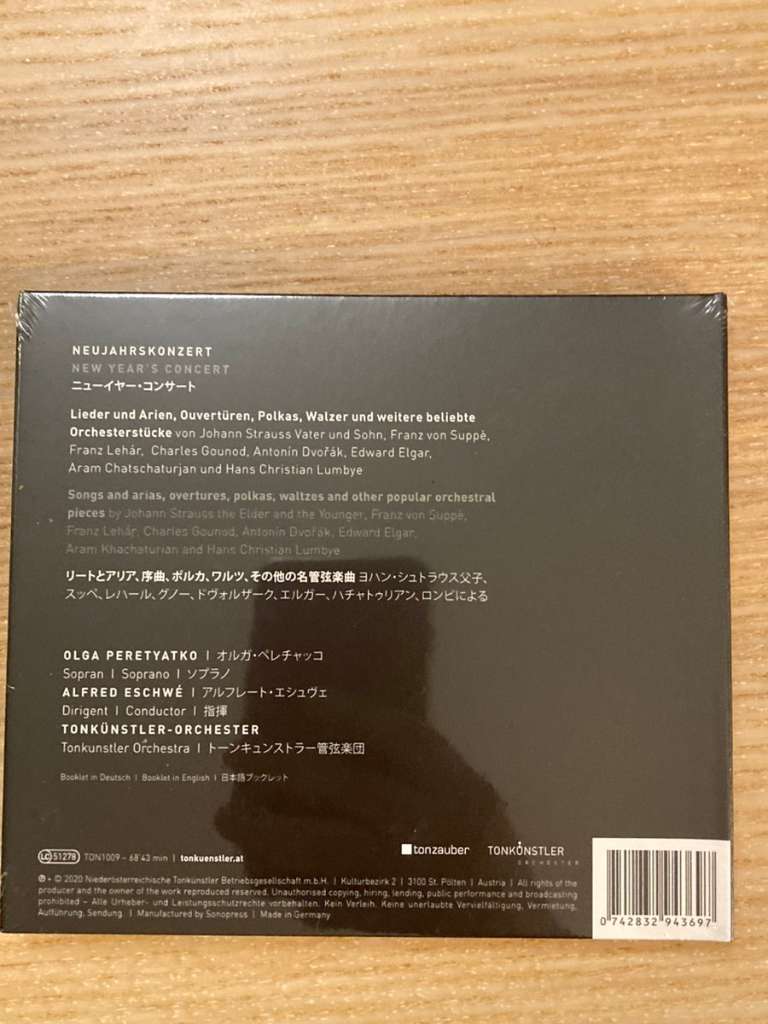 NEUJAHRSKONZERT
NEW YEAR'S CONCERT
ニューイヤー・コンサート
Lieder und Arien, Ouvertüren, Polkas, Walzer und weitere beliebte
Orchesterstücke von Johann Strauss Vater und Sohn, Franz von Suppè,
Franz Lehár, Charles Gounod, Antonín Dvořák, Edward Elgar,
Aram Chatschaturjan und Hans Christian Lumbye
Songs and arias, overtures, polkas, waltzes and other popular orchestral
pieces by Johann Strauss the Elder and the Younger, Franz von Suppè,
Franz Lehár, Charles Gounod, Antonín Dvořák, Edward Elgar,
Aram Khachaturian and Hans Christian Lumbye
リートとアリア、序曲、ポルカ、ワルツ、その他の名管弦楽曲 ヨハン・シュトラウス父子、
スッペ、レハール、グノー、ドヴォルザーク、エルガー、ハチャトゥリアン、ロンビによる
OLGA PERETYATKO | オルガ・ペレチャッコ
Sopran | Soprano | ソプラノ
ALFRED ESCHWÉ | アルフレート・エシュヴェ
Dirigent | Conductor | 指揮
TONKÜNSTLER-ORCHESTER
Tonkunstler Orchestra | トーンキュンストラー管弦楽団
Booklet in Deutsch | Booklet in English | 日本語ブックレット
LC 51278 TON1009 – 68'43 min | tonkuenstler.at
tonzauber TONKÜNSTLER
ORCHESTER
℗ + © 2020 Niederösterreichische Tonkünstler Betriebsgesellschaft m.b.H. | Kulturbezirk 2 | 3100 St. Pölten | Austria | All rights of the
producer and the owner of the work reproduced reserved. Unauthorised copying, hiring, lending, public performance and broadcasting
prohibited – Alle Urheber- und Leistungsschutzrechte vorbehalten. Kein Verleih. Keine unerlaubte Vervielfältigung, Vermietung,
Aufführung, Sendung. | Manufactured by Sonopress | Made in Germany
0 742832 943697